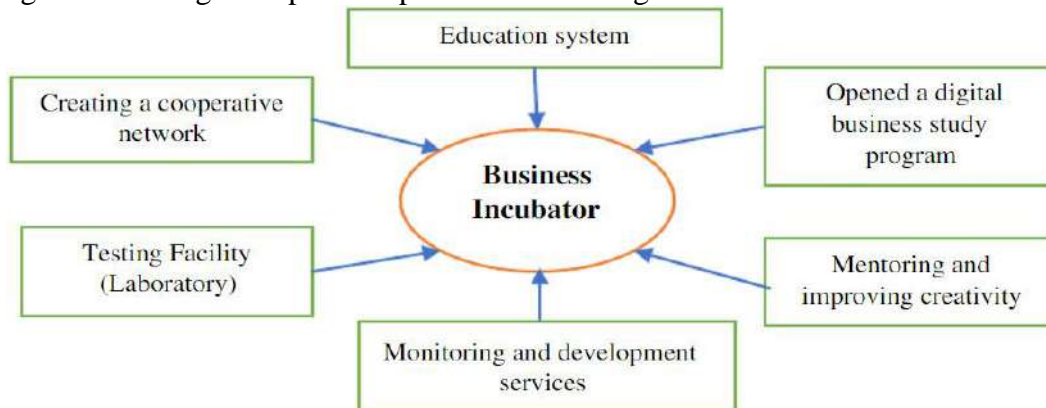 Education system
Creating a cooperative
network
Opened a digital
business study
program
Business
Incubator
Testing Facility
(Laboratory)
Mentoring and
improving creativity
Monitoring and development
services